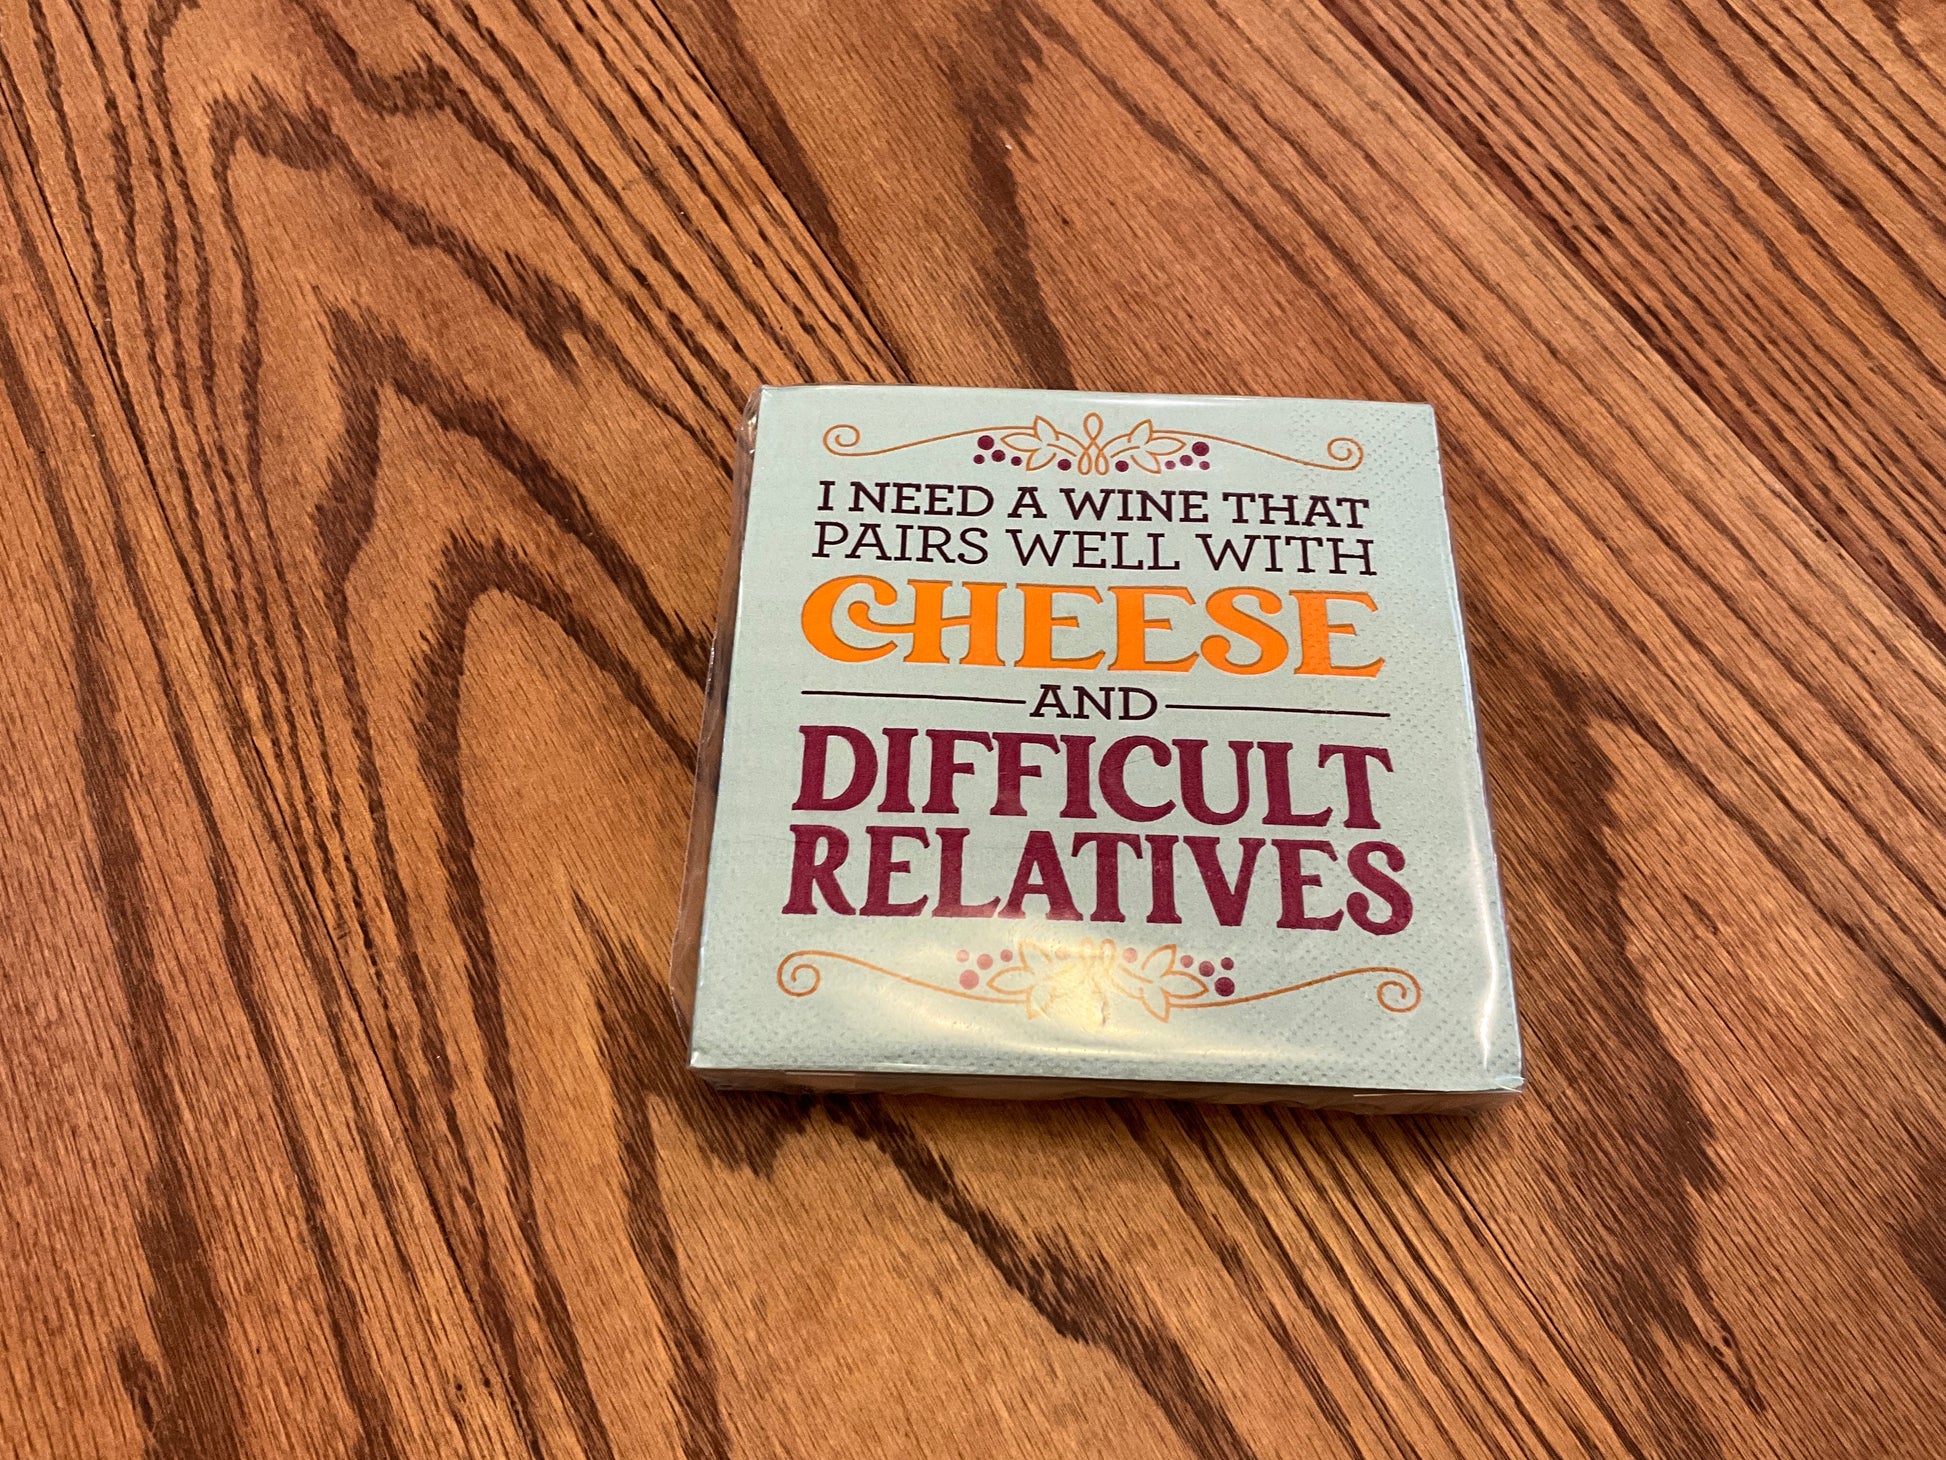 I NEED A WINE THAT
PAIRS WELL WITH
CHEESE
AND
DIFFICULT
RELATIVES